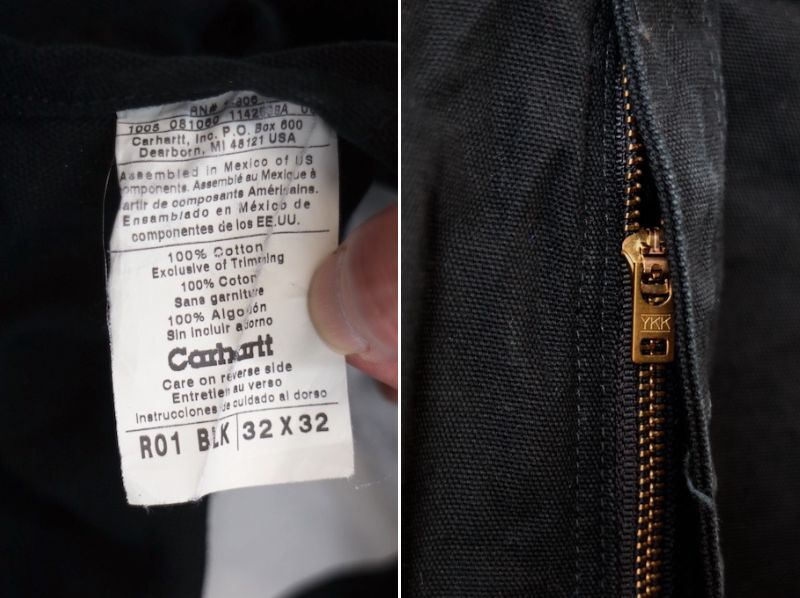 RN#
1005 081060
Carhartt, Inc. P.O. Box 600
Dearborn, MI 48121 USA
Assembled in Mexico of US
components. Assemblé au Mexique à
partir de composants Américains.
Ensamblado en México de
componentes de los EE.UU.
100% Cotton
Exclusive of Trimming
100% Coton
Sans garniture
100% Algodón
Sin incluir adorno
Carhartt
Care on reverse side
Entretien au verso
Instrucciones de cuidado al dorso
R01 BLK 32 X 32
YKK